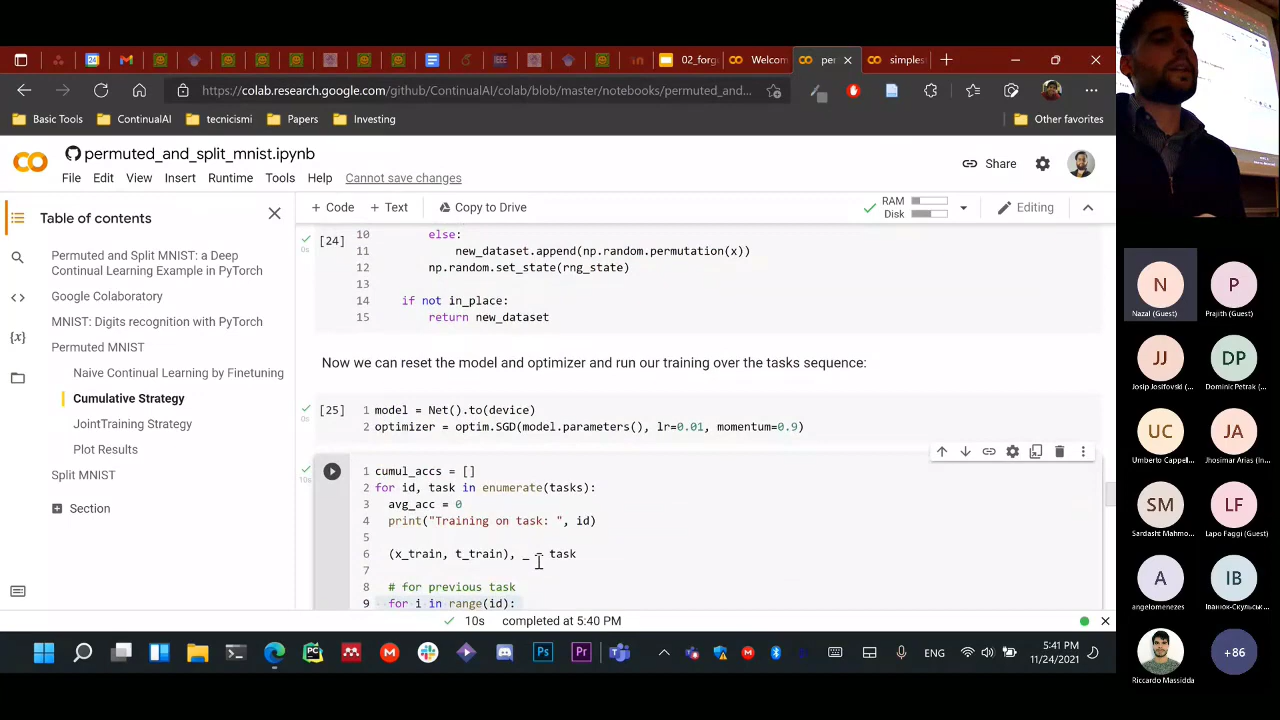 02_forg
Welcom
per
simples
https://colab.research.google.com/github/ContinualAI/colab/blob/master/notebooks/permuted_and...
Basic Tools
ContinualAI
tecnicismi
Papers
Investing
Other favorites
permuted_and_split_mnist.ipynb
Share
File Edit View Insert Runtime Tools Help Cannot save changes
Table of contents
+ Code + Text Copy to Drive
RAM
Disk
Editing
Permuted and Split MNIST: a Deep
Continual Learning Example in PyTorch
Google Colaboratory
MNIST: Digits recognition with PyTorch
Permuted MNIST
Naive Continual Learning by Finetuning
Cumulative Strategy
JointTraining Strategy
Plot Results
Split MNIST
Section
[24]
0s
10 else:
11 new_dataset.append(np.random.permutation(x))
12 np.random.set_state(rng_state)
13
14 if not in_place:
15 return new_dataset
Now we can reset the model and optimizer and run our training over the tasks sequence:
[25]
0s
1 model = Net().to(device)
2 optimizer = optim.SGD(model.parameters(), lr=0.01, momentum=0.9)
10s
1 cumul_accs = []
2 for id, task in enumerate(tasks):
3 avg_acc = 0
4 print("Training on task: ", id)
5
6 (x_train, t_train), _ = task
7
8 # for previous task
9 for i in range(id):
10s completed at 5:40 PM
ENG
5:41 PM
11/24/2021
N
Nazal (Guest)
P
Prajith (Guest)
JJ
Josip Josifovski (...
DP
Dominic Petrak (...
UC
Umberto Cappel...
JA
Jhosimar Arias (In...
SM
Sardasht Mahmo...
LF
Lapo Faggi (Guest)
A
angelomenezes
IB
Іванюк-Скульськ...
Riccardo Massidda
+86